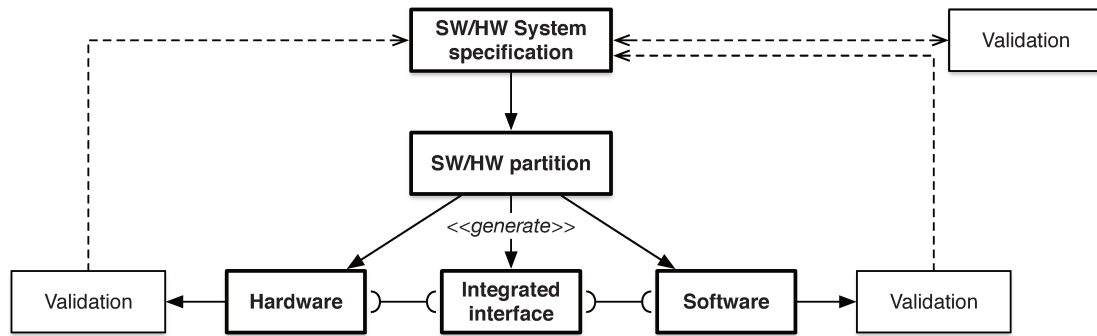 SW/HW System
specification
Validation
SW/HW partition
<<generate>>
Validation
Hardware
Integrated
interface
Software
Validation